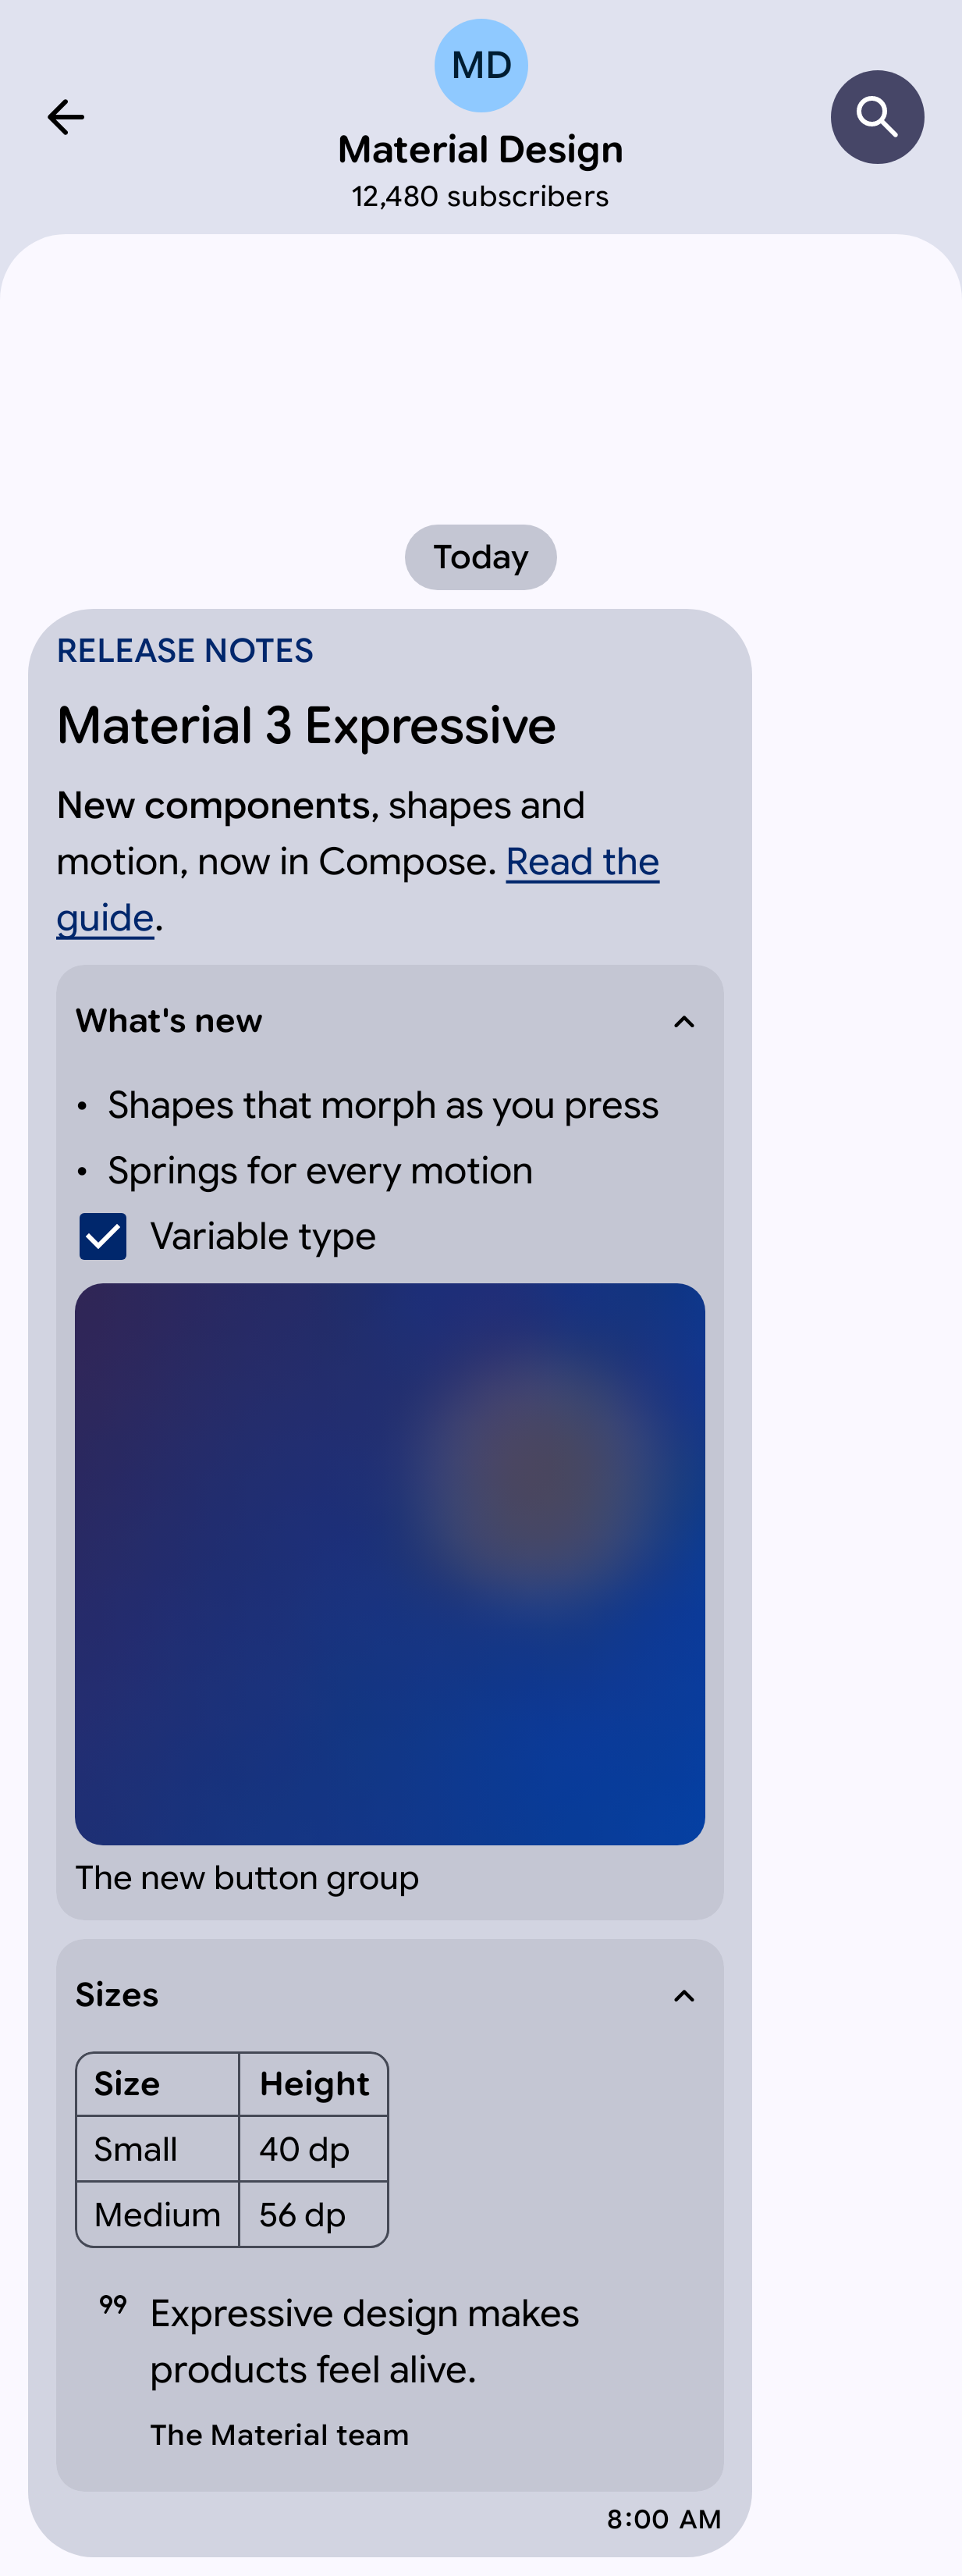 MD
Material Design
12,480 subscribers
Today
RELEASE NOTES
Material 3 Expressive
New components, shapes and
motion, now in Compose. Read the
guide.
What's new
• Shapes that morph as you press
• Springs for every motion
Variable type
The new button group
Sizes
Size Height
Small 40 dp
Medium 56 dp
” Expressive design makes
products feel alive.
The Material team
8:00 AM